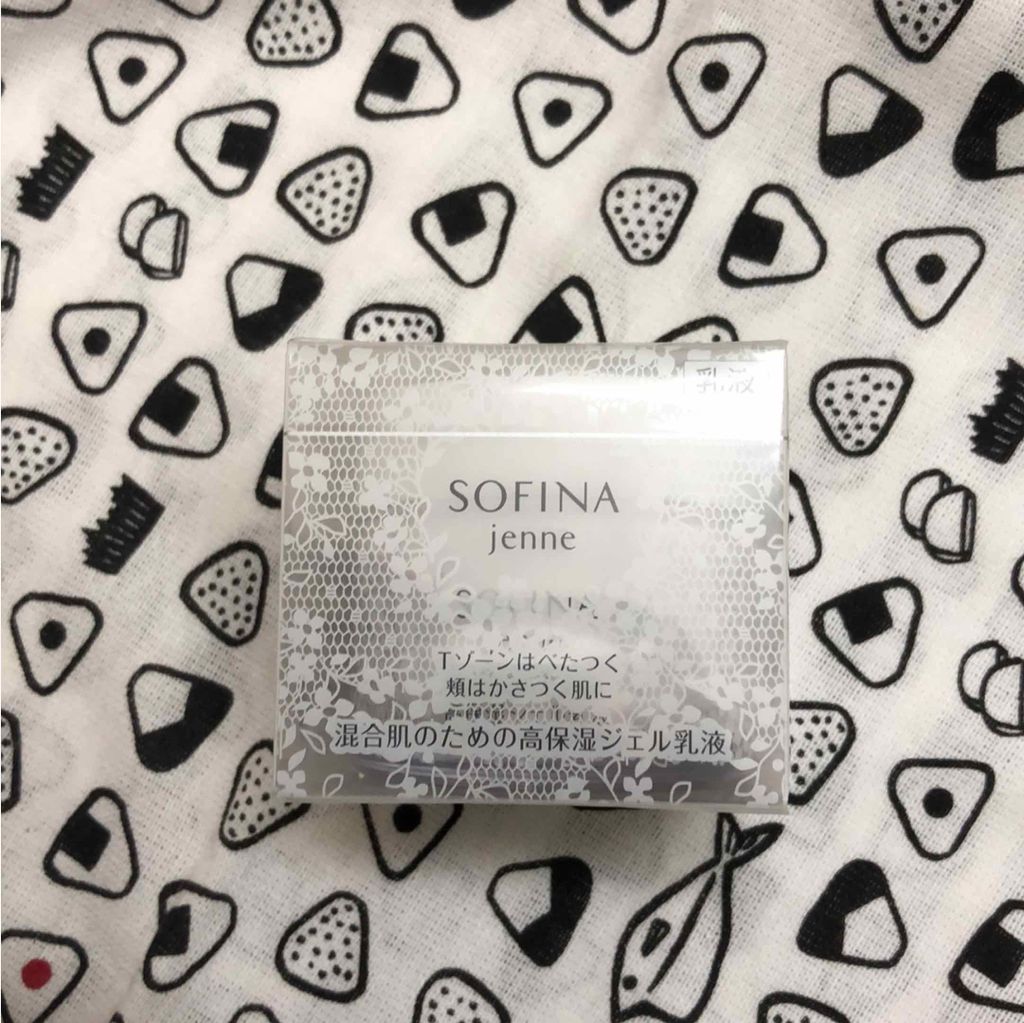 乳液
SOFINA
jenne
Tゾーンはべたつく
頬はかさつく肌に
混合肌のための高保湿ジェル乳液